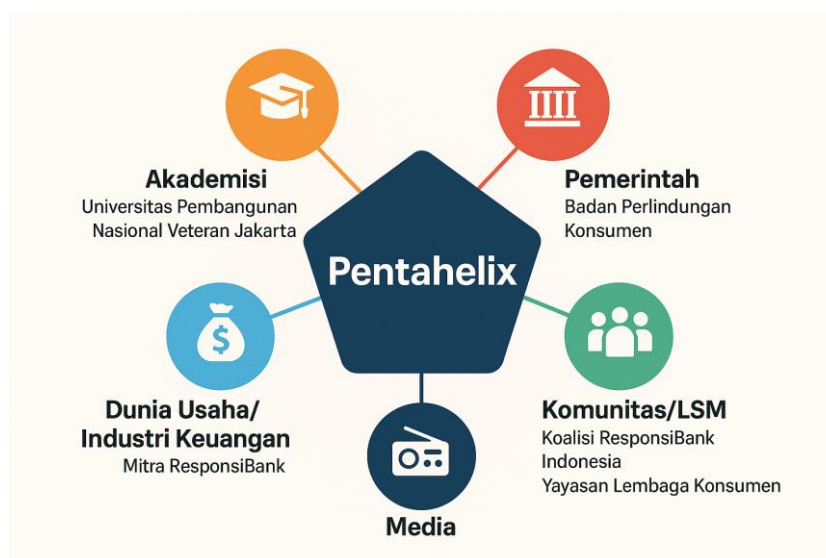 Akademisi
Universitas Pembangunan
Nasional Veteran Jakarta
Pemerintah
Badan Perlindungan
Konsumen
Pentahelix
$
Dunia Usaha/
Industri Keuangan
Mitra ResponsiBank
Komunitas/LSM
Koalisi ResponsiBank
Indonesia
Yayasan Lembaga Konsumen
Media